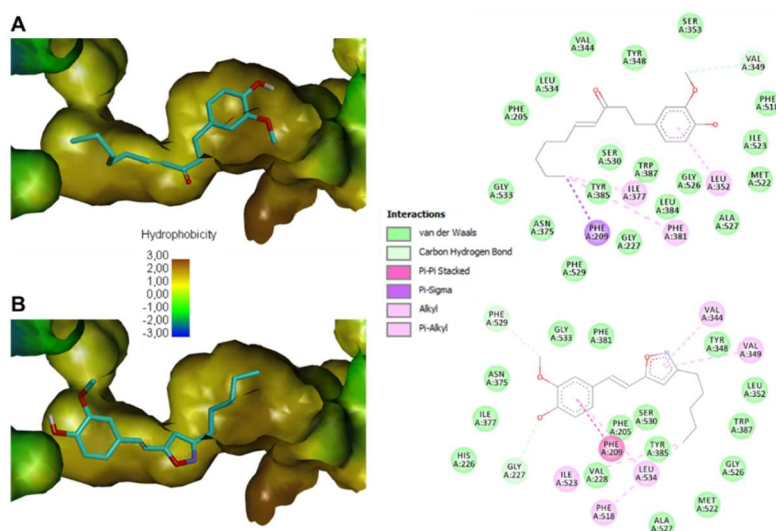 A
SER
A:353
VAL
A:344
TYR
A:348
VAL
A:349
LEU
A:534
PHE
A:205
PHE
A:518
ILE
A:523
SER
A:530
TRP
A:387
GLY
A:526
MET
A:522
LEU
A:352
GLY
A:533
TYR
A:385
ILE
A:377
LEU
A:384
ALA
A:527
ASN
A:375
PHE
A:209
GLY
A:227
PHE
A:381
PHE
A:529
Hydrophobicity
3,00
2,00
1,00
0,00
-1,00
-2,00
-3,00
Interactions
van der Waals
Carbon Hydrogen Bond
Pi-Pi Stacked
Pi-Sigma
Alkyl
Pi-Alkyl
B
PHE
A:529
GLY
A:533
PHE
A:381
VAL
A:344
TYR
A:348
VAL
A:349
ASN
A:375
LEU
A:352
ILE
A:377
PHE
A:205
SER
A:530
TRP
A:387
HIS
A:226
GLY
A:227
PHE
A:209
TYR
A:385
ILE
A:523
VAL
A:228
LEU
A:534
GLY
A:526
PHE
A:518
MET
A:522
ALA
A:527